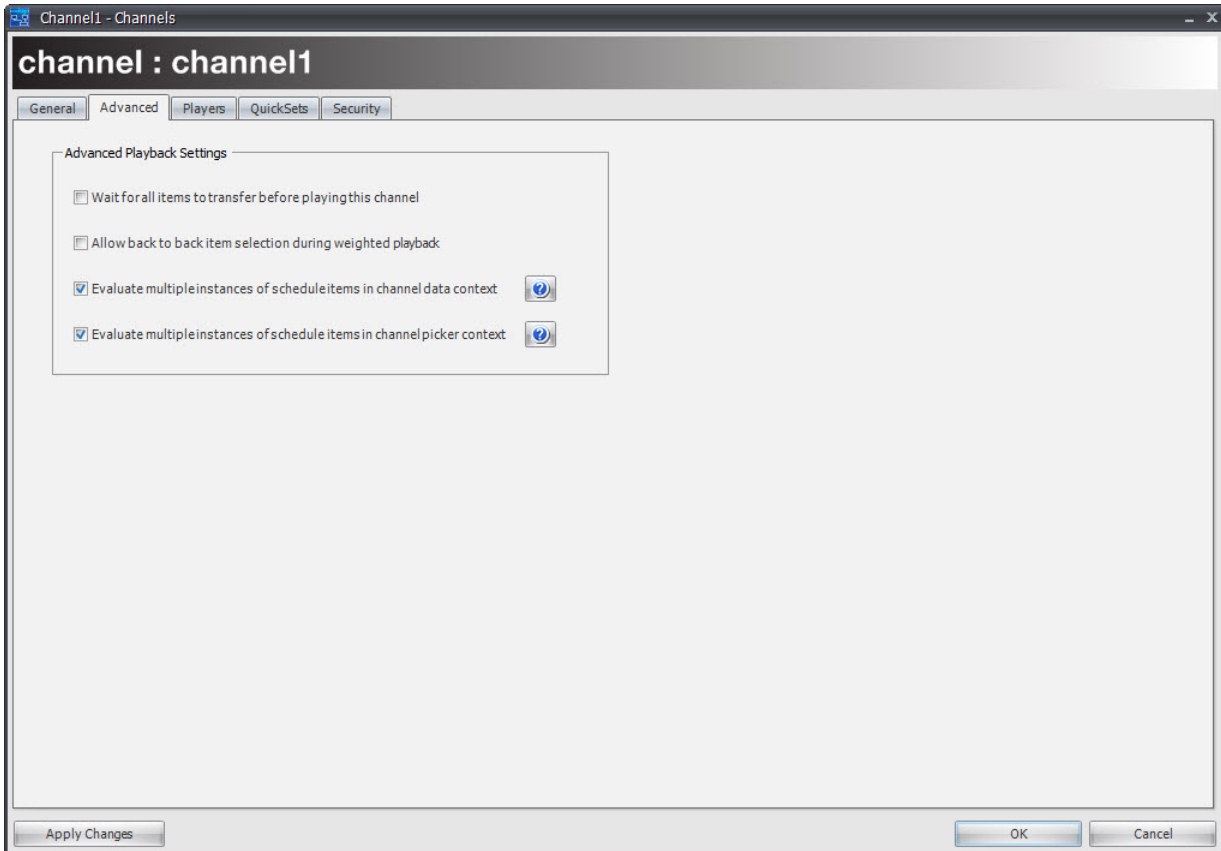 Channel1 - Channels
channel : channel1
General Advanced Players QuickSets Security
Advanced Playback Settings
Wait for all items to transfer before playing this channel
Allow back to back item selection during weighted playback
Evaluate multiple instances of schedule items in channel data context
Evaluate multiple instances of schedule items in channel picker context
Apply Changes OK Cancel